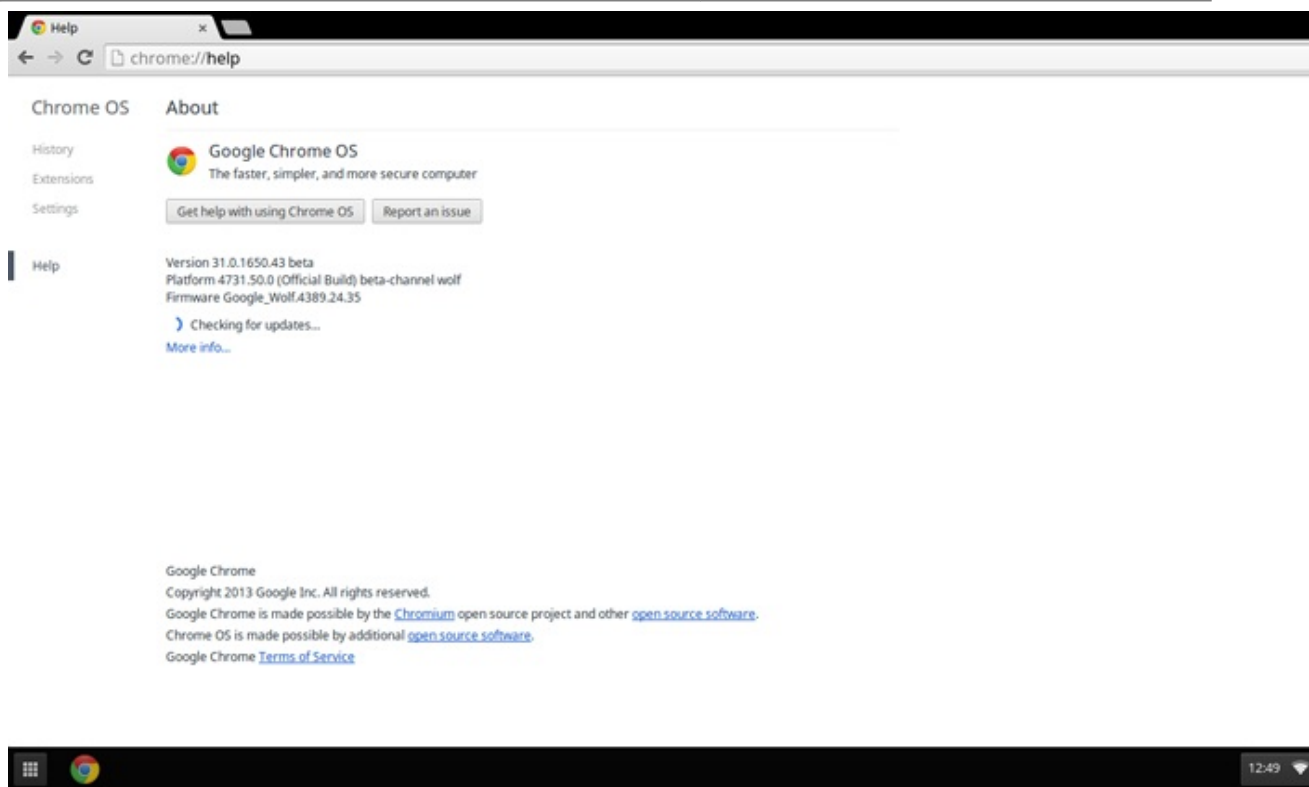 Help
chrome://help
Chrome OS
About
History
Extensions
Settings
Help
Google Chrome OS
The faster, simpler, and more secure computer
Get help with using Chrome OS
Report an issue
Version 31.0.1650.43 beta
Platform 4731.50.0 (Official Build) beta-channel wolf
Firmware Google_Wolf.4389.24.35
Checking for updates...
More info...
Google Chrome
Copyright 2013 Google Inc. All rights reserved.
Google Chrome is made possible by the Chromium open source project and other open source software.
Chrome OS is made possible by additional open source software.
Google Chrome Terms of Service
12:49